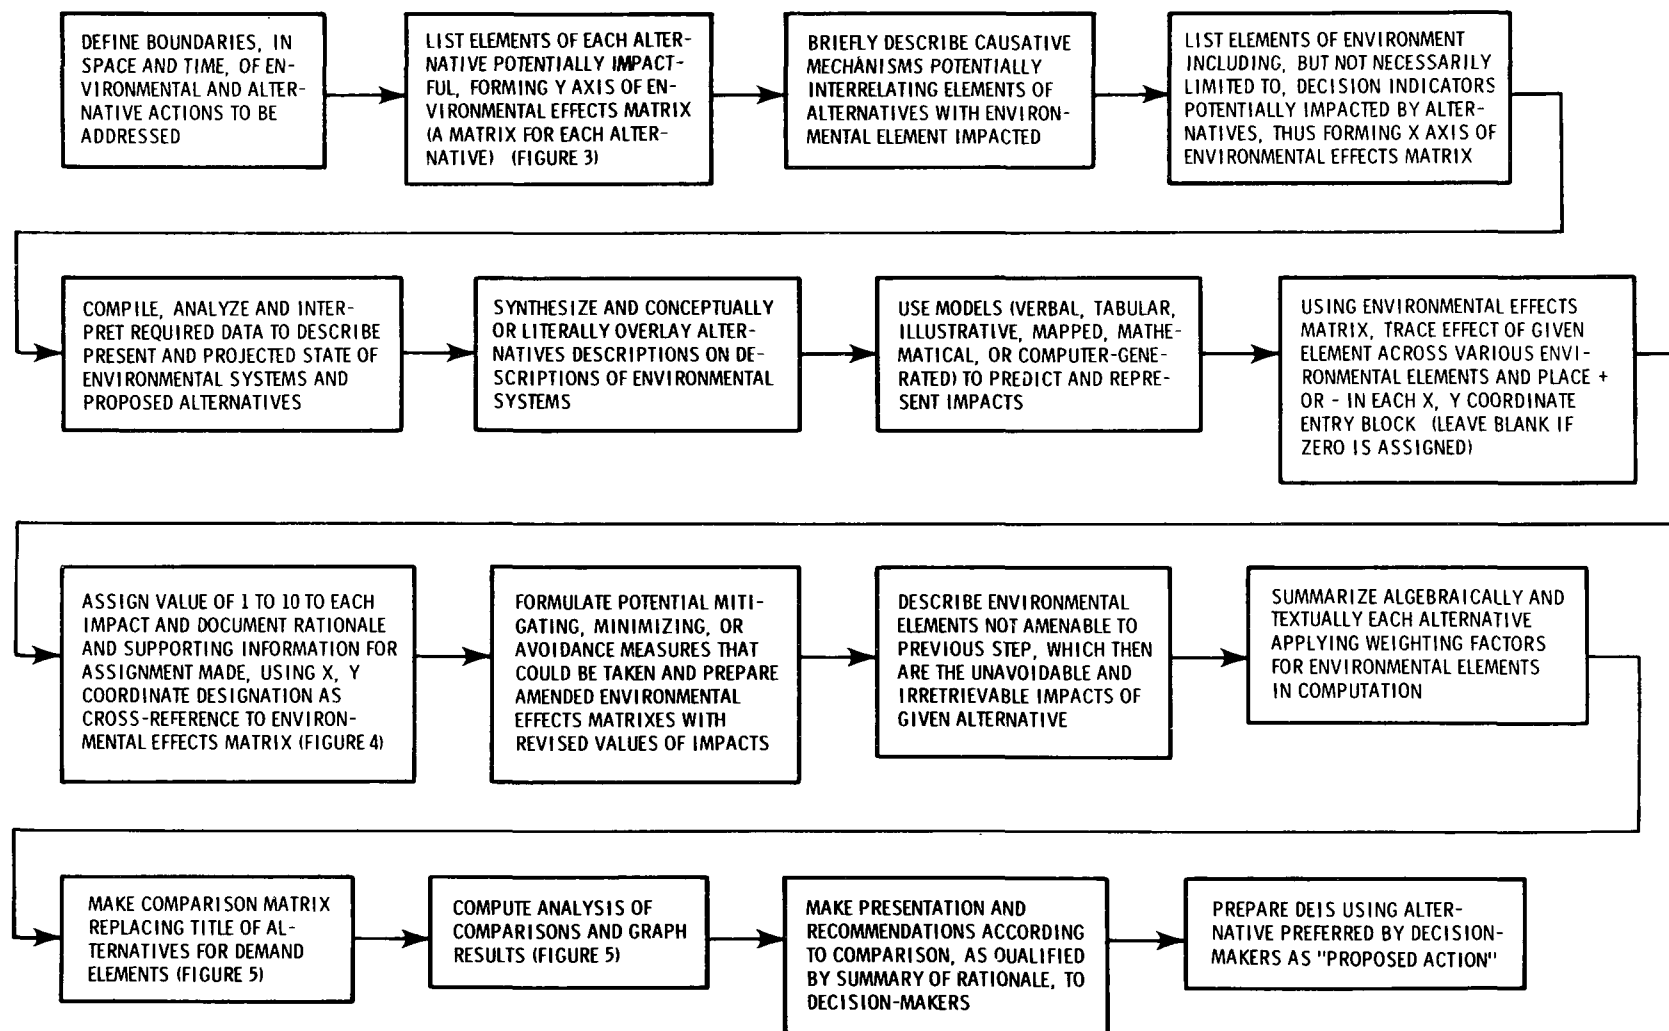 DEFINE BOUNDARIES, IN
SPACE AND TIME, OF EN-
VIRONMENTAL AND ALTER-
NATIVE ACTIONS TO BE
ADDRESSED
LIST ELEMENTS OF EACH ALTER-
NATIVE POTENTIALLY IMPACT-
FUL, FORMING Y AXIS OF EN-
VIRONMENTAL EFFECTS MATRIX
(A MATRIX FOR EACH ALTER-
NATIVE) (FIGURE 3)
BRIEFLY DESCRIBE CAUSATIVE
MECHANISMS POTENTIALLY
INTERRELATING ELEMENTS OF
ALTERNATIVES WITH ENVIRON-
MENTAL ELEMENT IMPACTED
LIST ELEMENTS OF ENVIRONMENT
INCLUDING, BUT NOT NECESSARILY
LIMITED TO, DECISION INDICATORS
POTENTIALLY IMPACTED BY ALTER-
NATIVES, THUS FORMING X AXIS OF
ENVIRONMENTAL EFFECTS MATRIX
COMPILE, ANALYZE AND INTER-
PRET REQUIRED DATA TO DESCRIBE
PRESENT AND PROJECTED STATE OF
ENVIRONMENTAL SYSTEMS AND
PROPOSED ALTERNATIVES
SYNTHESIZE AND CONCEPTUALLY
OR LITERALLY OVERLAY ALTER-
NATIVES DESCRIPTIONS ON DE-
SCRIPTIONS OF ENVIRONMENTAL
SYSTEMS
USE MODELS (VERBAL, TABULAR,
ILLUSTRATIVE, MAPPED, MATHE-
MATICAL, OR COMPUTER-GENE-
RATED) TO PREDICT AND REPRE-
SENT IMPACTS
USING ENVIRONMENTAL EFFECTS
MATRIX, TRACE EFFECT OF GIVEN
ELEMENT ACROSS VARIOUS ENVI-
RONMENTAL ELEMENTS AND PLACE +
OR - IN EACH X, Y COORDINATE
ENTRY BLOCK (LEAVE BLANK IF
ZERO IS ASSIGNED)
ASSIGN VALUE OF 1 TO 10 TO EACH
IMPACT AND DOCUMENT RATIONALE
AND SUPPORTING INFORMATION FOR
ASSIGNMENT MADE, USING X, Y
COORDINATE DESIGNATION AS
CROSS-REFERENCE TO ENVIRON-
MENTAL EFFECTS MATRIX (FIGURE 4)
FORMULATE POTENTIAL MITI-
GATING, MINIMIZING, OR
AVOIDANCE MEASURES THAT
COULD BE TAKEN AND PREPARE
AMENDED ENVIRONMENTAL
EFFECTS MATRIXES WITH
REVISED VALUES OF IMPACTS
DESCRIBE ENVIRONMENTAL
ELEMENTS NOT AMENABLE TO
PREVIOUS STEP, WHICH THEN
ARE THE UNAVOIDABLE AND
IRRETRIEVABLE IMPACTS OF
GIVEN ALTERNATIVE
SUMMARIZE ALGEBRAICALLY AND
TEXTUALLY EACH ALTERNATIVE
APPLYING WEIGHTING FACTORS
FOR ENVIRONMENTAL ELEMENTS
IN COMPUTATION
MAKE COMPARISON MATRIX
REPLACING TITLE OF AL-
TERNATIVES FOR DEMAND
ELEMENTS (FIGURE 5)
COMPUTE ANALYSIS OF
COMPARISONS AND GRAPH
RESULTS (FIGURE 5)
MAKE PRESENTATION AND
RECOMMENDATIONS ACCORDING
TO COMPARISON, AS QUALIFIED
BY SUMMARY OF RATIONALE, TO
DECISION-MAKERS
PREPARE DEIS USING ALTER-
NATIVE PREFERRED BY DECISION-
MAKERS AS "PROPOSED ACTION"